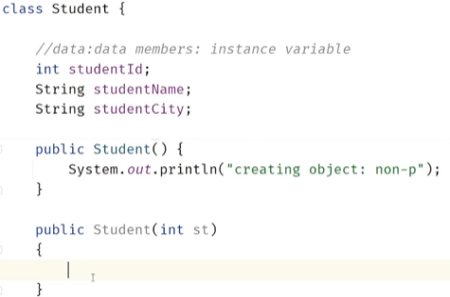 class Student {
//data:data members: instance variable
int studentId;
String studentName;
String studentCity;
public Student() {
System.out.println("creating object: non-p");
}
public Student(int st)
{
}